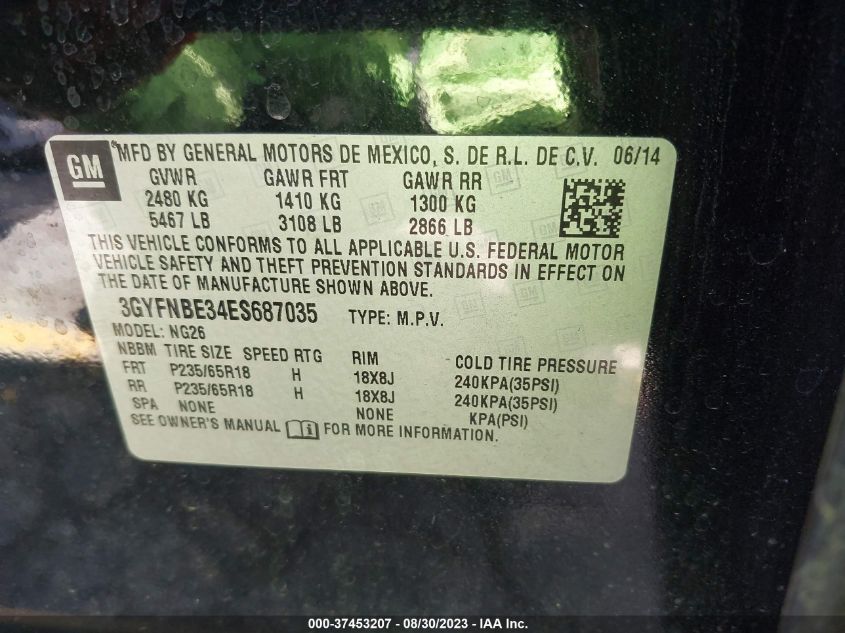 GM
MFD BY GENERAL MOTORS DE MEXICO, S. DE R.L. DE C.V. 06/14
GVWR GAWR FRT GAWR RR
2480 KG 1410 KG 1300 KG
5467 LB 3108 LB 2866 LB
THIS VEHICLE CONFORMS TO ALL APPLICABLE U.S. FEDERAL MOTOR
VEHICLE SAFETY AND THEFT PREVENTION STANDARDS IN EFFECT ON
THE DATE OF MANUFACTURE SHOWN ABOVE.
3GYFNBE34ES687035 TYPE: M.P.V.
MODEL: NG26
NBBM TIRE SIZE SPEED RTG RIM COLD TIRE PRESSURE
FRT P235/65R18 H 18X8J 240KPA(35PSI)
RR P235/65R18 H 18X8J 240KPA(35PSI)
SPA NONE NONE KPA(PSI)
SEE OWNER'S MANUAL FOR MORE INFORMATION.
000-37453207 - 08/30/2023 - IAA Inc.